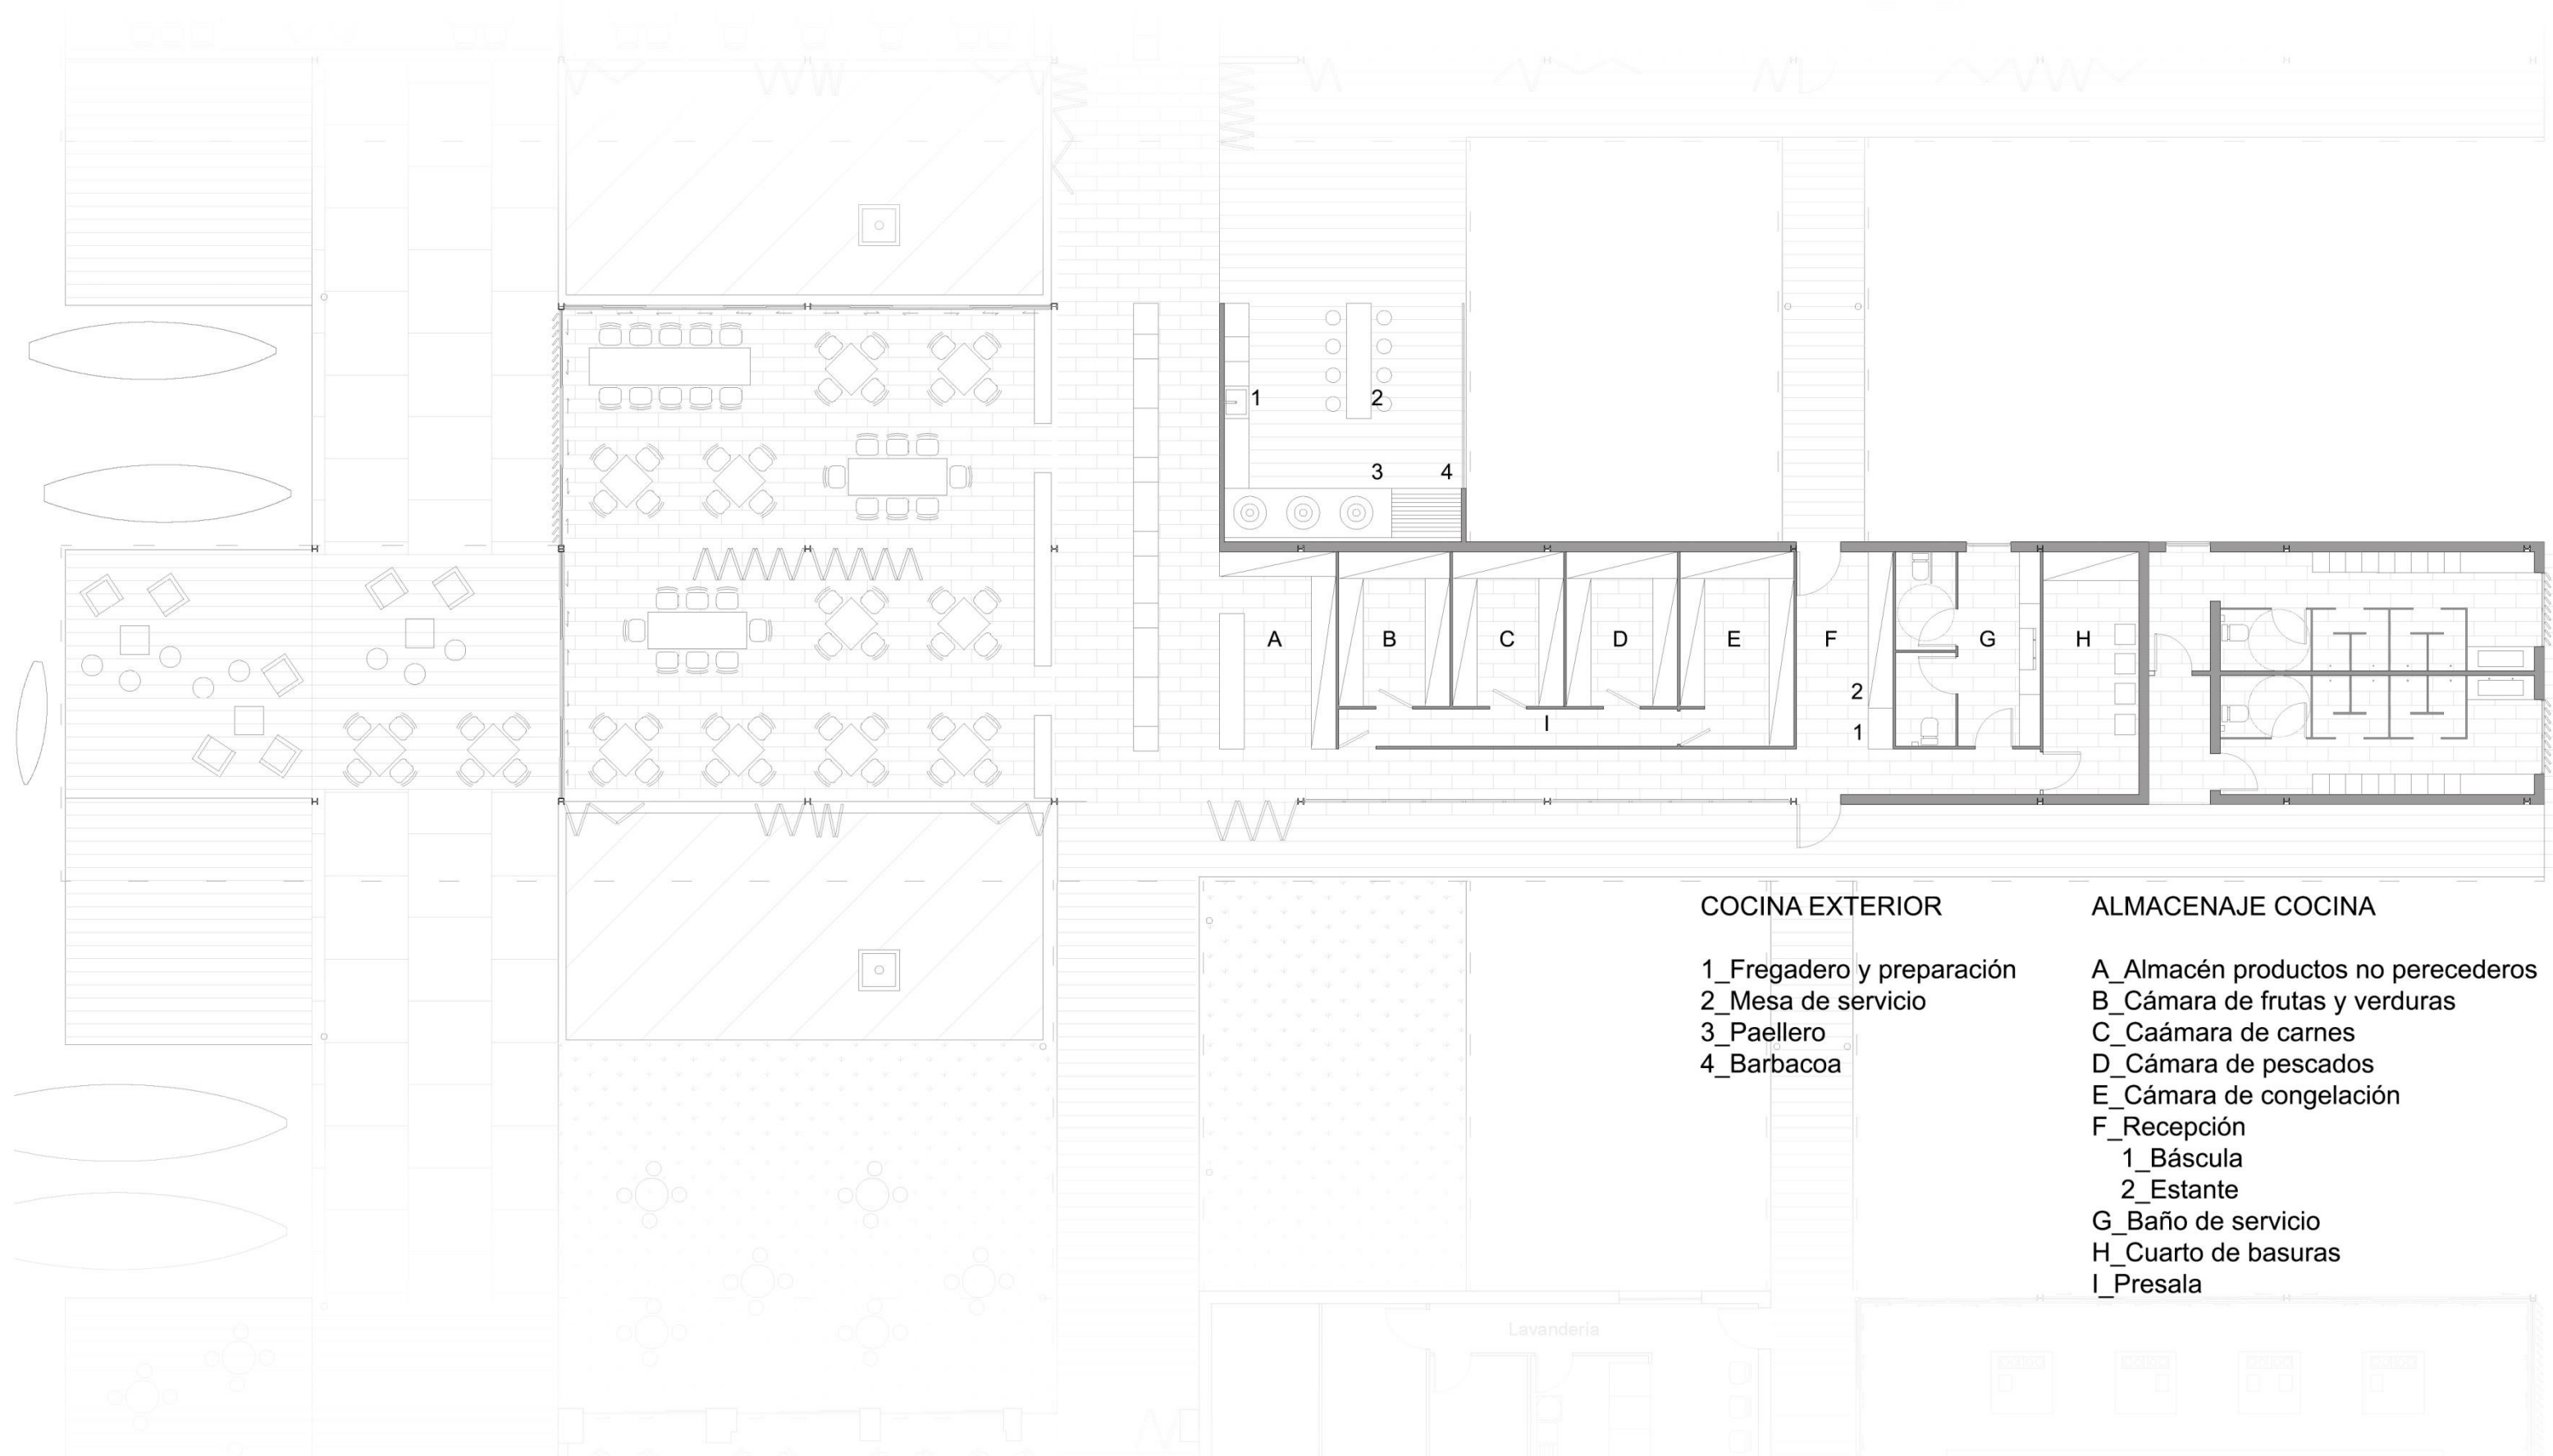 1
2
3
4
A
B
C
D
E
F
G
H
2
I
1
COCINA EXTERIOR
1_Fregadero y preparación
2_Mesa de servicio
3_Paellero
4_Barbacoa
ALMACENAJE COCINA
A_Almacén productos no perecederos
B_Cámara de frutas y verduras
C_Caámara de carnes
D_Cámara de pescados
E_Cámara de congelación
F_Recepción
1_Báscula
2_Estante
G_Baño de servicio
H_Cuarto de basuras
I_Presala
Lavandería